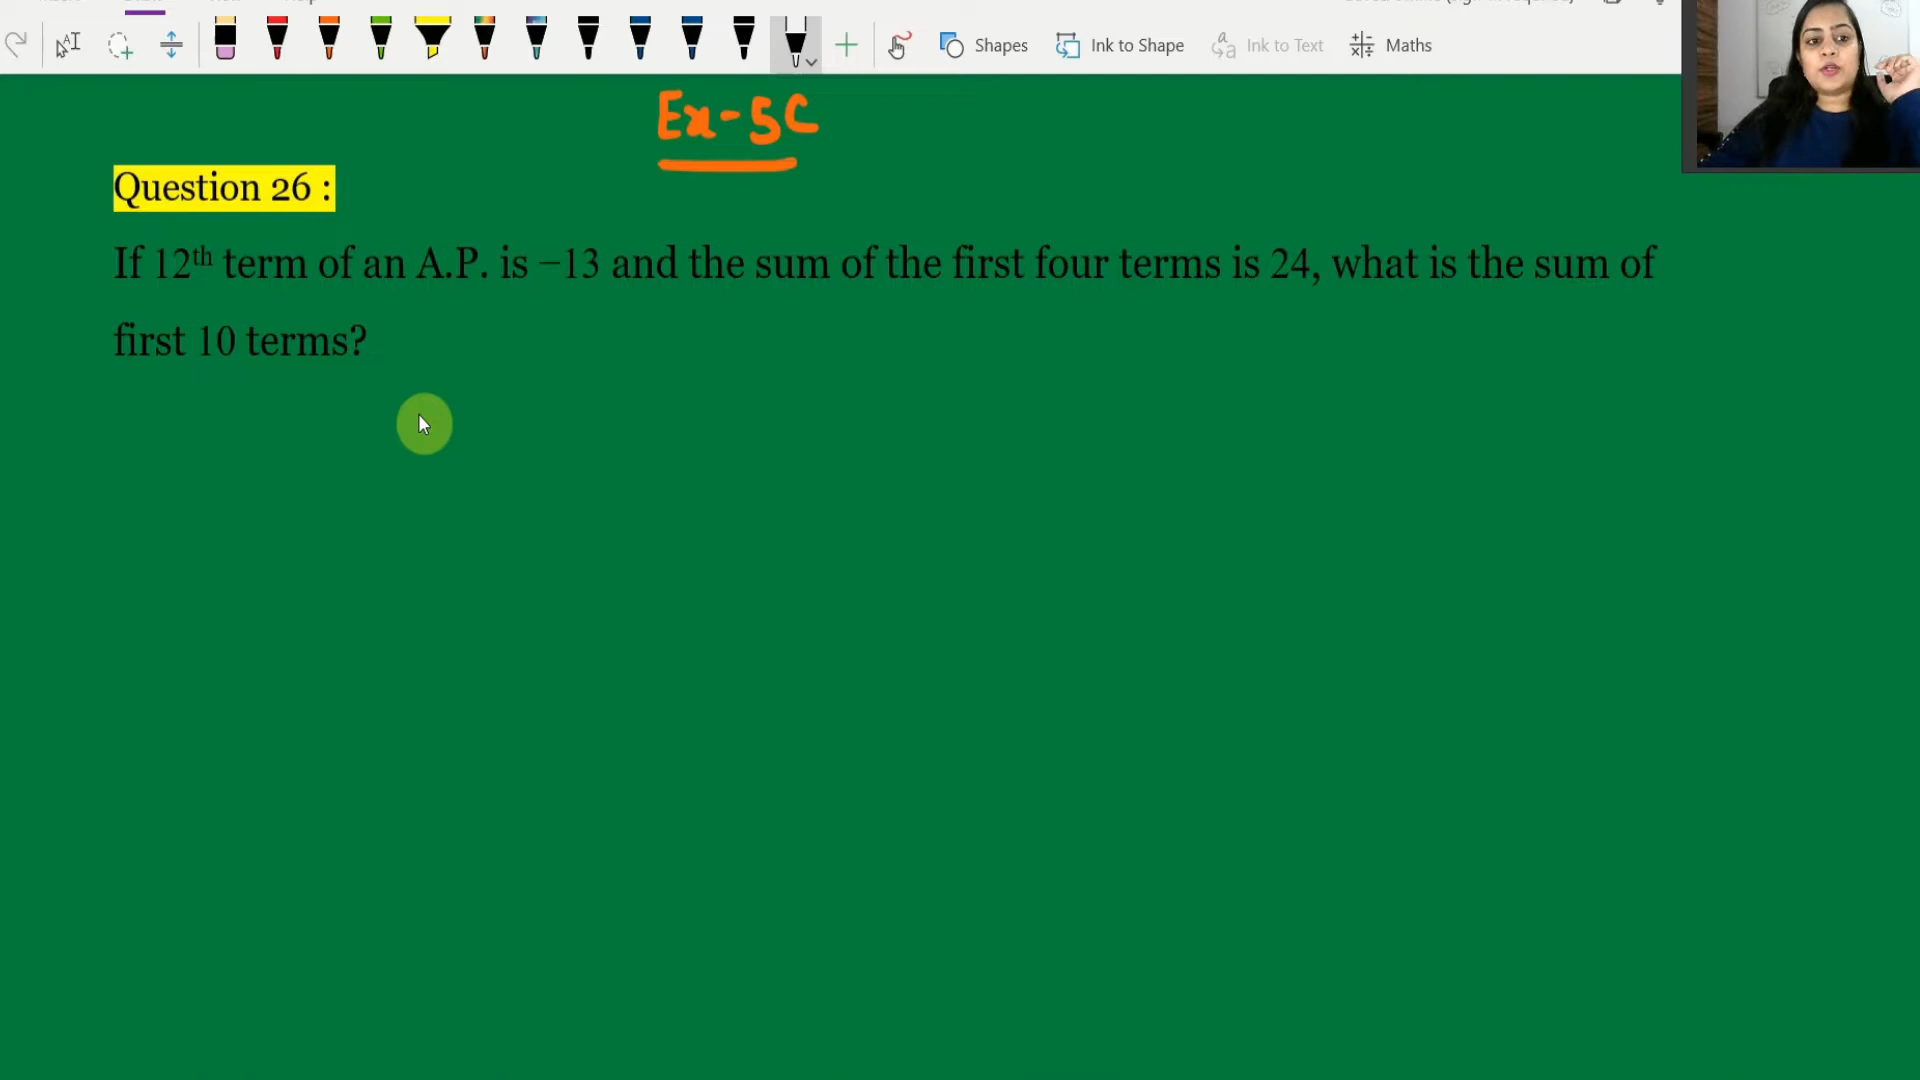 Shapes Ink to Shape Ink to Text Maths
Ex-5C
Question 26 :
If 12th term of an A.P. is −13 and the sum of the first four terms is 24, what is the sum of
first 10 terms?